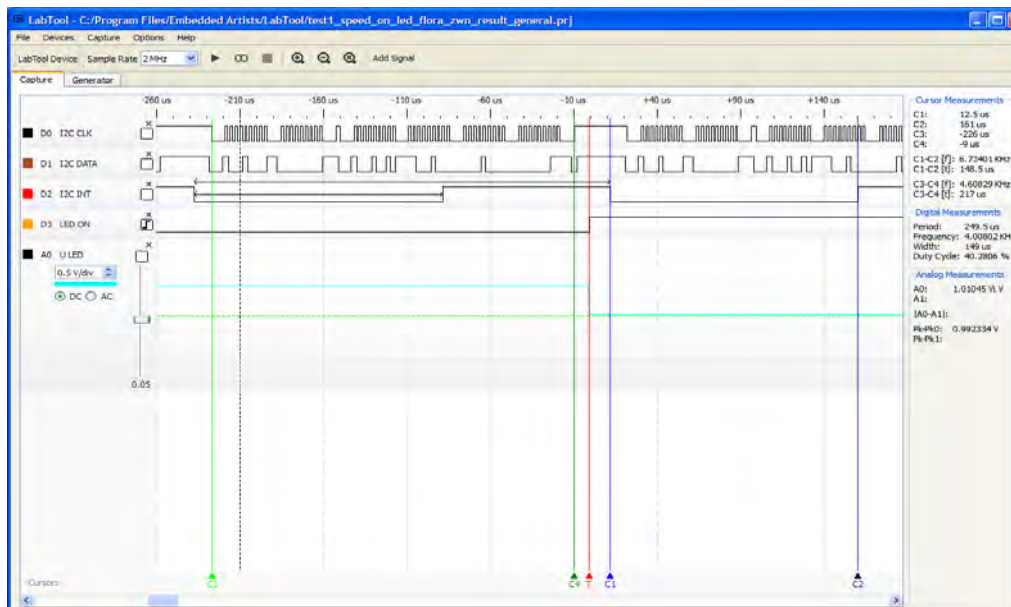 LabTool - C:/Program Files/Embedded Artists/LabTool/test1_speed_on_led_flora_zwn_result_general.prj
File Devices Capture Options Help
LabTool Device Sample Rate 2 MHz Add Signal
Capture Generator
-260 us -210 us -160 us -110 us -60 us -10 us +40 us +90 us +140 us
D0 I2C CLK
D1 I2C DATA
D2 I2C INT
D3 LED ON
A0 U LED
0.5 V/div
DC AC
0.05
Cursors
C4 T C1 C2
Cursor Measurements
C1: 12.5 us
C2: 161 us
C3: -226 us
C4: -9 us
C1-C2 [f]: 6.73401 KHz
C1-C2 [t]: 148.5 us
C3-C4 [f]: 4.60829 KHz
C3-C4 [t]: 217 us
Digital Measurements
Period: 249.5 us
Frequency: 4.00802 KH
Width: 149 us
Duty Cycle: 40.2806 %
Analog Measurements
A0: 1.01045 V
A1:
|A0-A1|:
Pk-Pk0: 0.992334 V
Pk-Pk1: